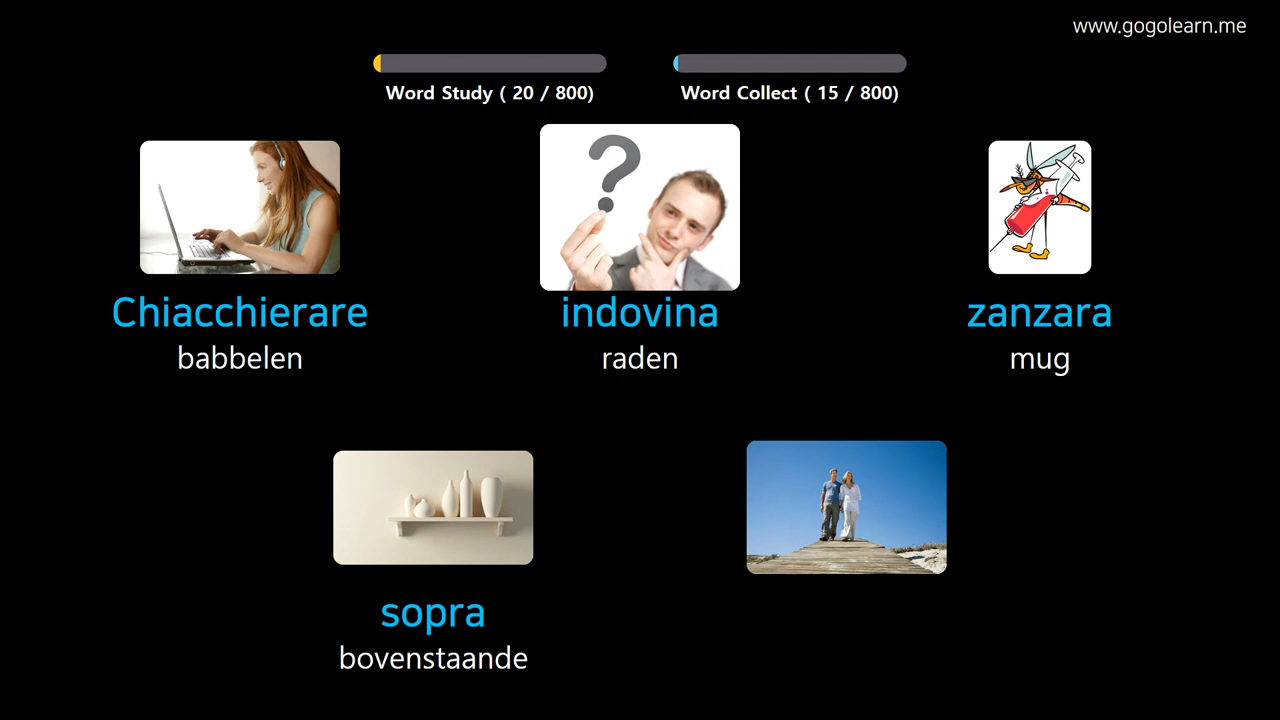 www.gogolearn.me
Word Study ( 20 / 800)
Word Collect ( 15 / 800)
Chiacchierare
babbelen
indovina
raden
zanzara
mug
sopra
bovenstaande